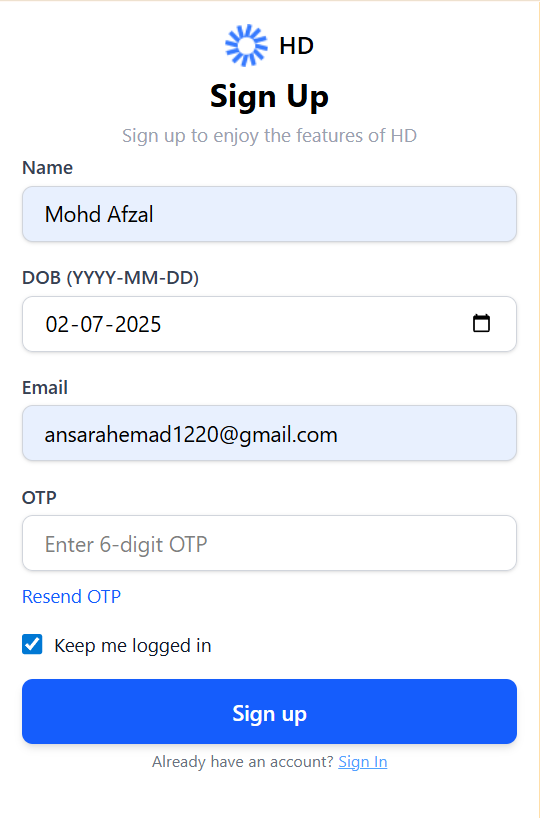 HD
Sign Up
Sign up to enjoy the features of HD
Name
Mohd Afzal
DOB (YYYY-MM-DD)
02-07-2025
Email
ansarahemad1220@gmail.com
OTP
Enter 6-digit OTP
Resend OTP
Keep me logged in
Sign up
Already have an account? Sign In